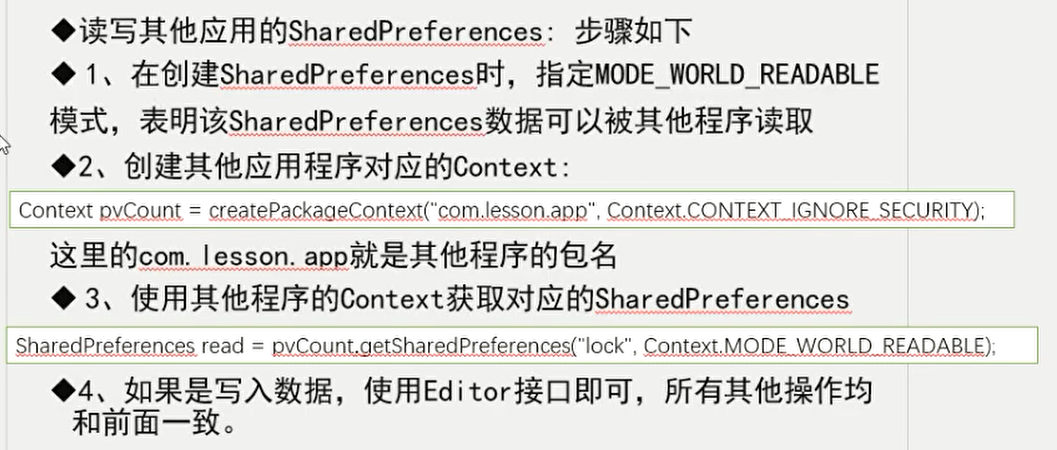 ◆读写其他应用的SharedPreferences: 步骤如下
◆ 1、在创建SharedPreferences时，指定MODE_WORLD_READABLE
模式，表明该SharedPreferences数据可以被其他程序读取
◆2、创建其他应用程序对应的Context:
Context pvCount = createPackageContext("com.lesson.app", Context.CONTEXT_IGNORE_SECURITY);
这里的com.lesson.app就是其他程序的包名
◆ 3、使用其他程序的Context获取对应的SharedPreferences
SharedPreferences read = pvCount.getSharedPreferences("lock", Context.MODE_WORLD_READABLE);
◆4、如果是写入数据，使用Editor接口即可，所有其他操作均
和前面一致。